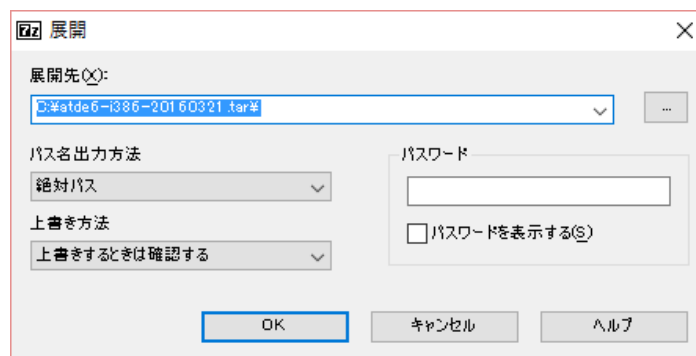 7z 展開
展開先(X):
C:¥atde6-i386-20160321.tar¥
...
パス名出力方法
絶対パス
上書き方法
上書きするときは確認する
パスワード
パスワードを表示する(S)
OK
キャンセル
ヘルプ